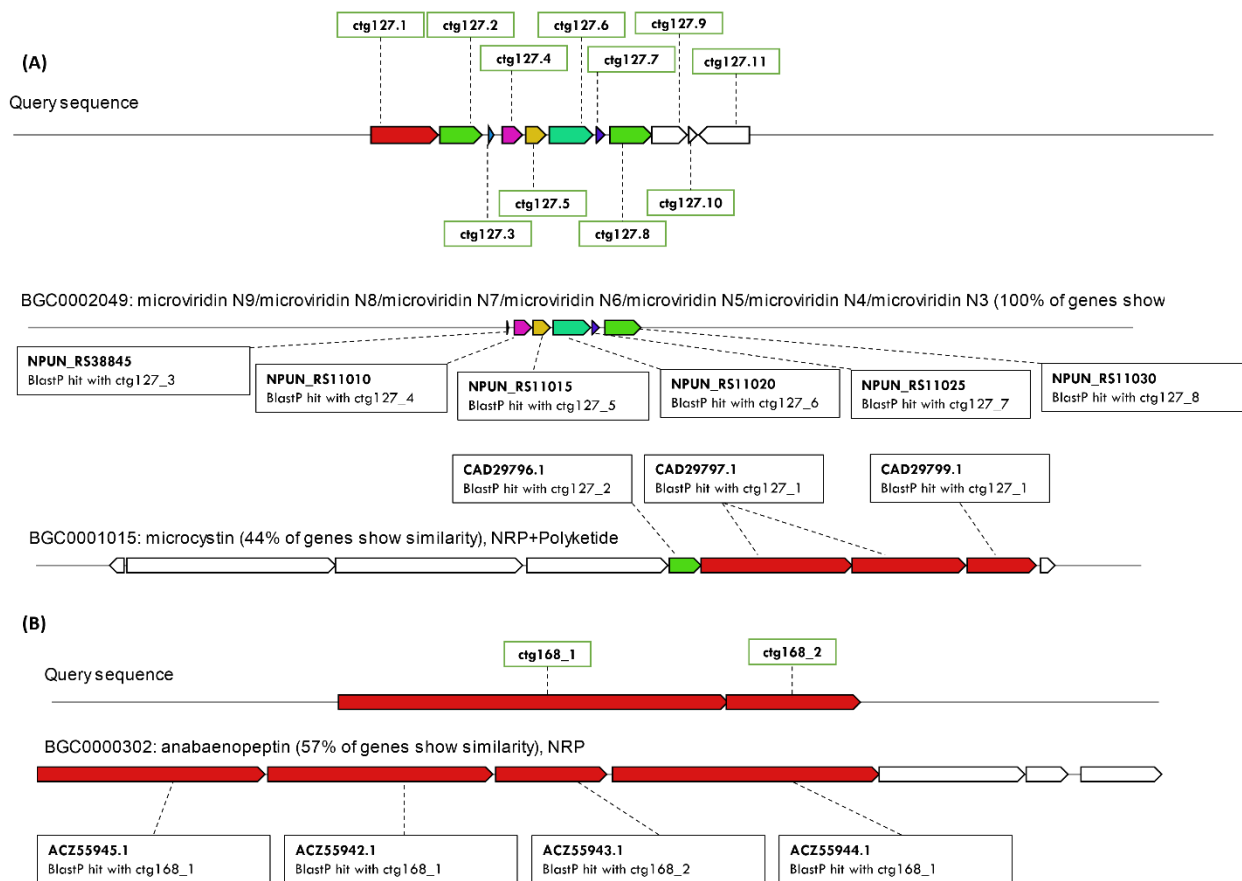 ctg127.1
ctg127.2
ctg127.6
ctg127.9
(A)
ctg127.4
ctg127.7
ctg127.11
Query sequence
ctg127.5
ctg127.10
ctg127.3
ctg127.8
BGC0002049: microviridin N9/microviridin N8/microviridin N7/microviridin N6/microviridin N5/microviridin N4/microviridin N3 (100% of genes show
NPUN_RS38845
BlastP hit with ctg127_3
NPUN_RS11010
BlastP hit with ctg127_4
NPUN_RS11015
BlastP hit with ctg127_5
NPUN_RS11020
BlastP hit with ctg127_6
NPUN_RS11025
BlastP hit with ctg127_7
NPUN_RS11030
BlastP hit with ctg127_8
CAD29796.1
BlastP hit with ctg127_2
CAD29797.1
BlastP hit with ctg127_1
CAD29799.1
BlastP hit with ctg127_1
BGC0001015: microcystin (44% of genes show similarity), NRP+Polyketide
(B)
ctg168_1
ctg168_2
Query sequence
BGC0000302: anabaenopeptin (57% of genes show similarity), NRP
ACZ55945.1
BlastP hit with ctg168_1
ACZ55942.1
BlastP hit with ctg168_1
ACZ55943.1
BlastP hit with ctg168_2
ACZ55944.1
BlastP hit with ctg168_1